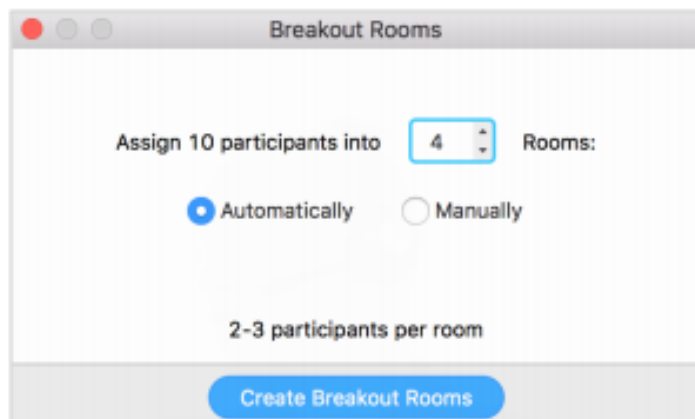 Breakout Rooms
Assign 10 participants into 4 Rooms:
Automatically Manually
2-3 participants per room
Create Breakout Rooms